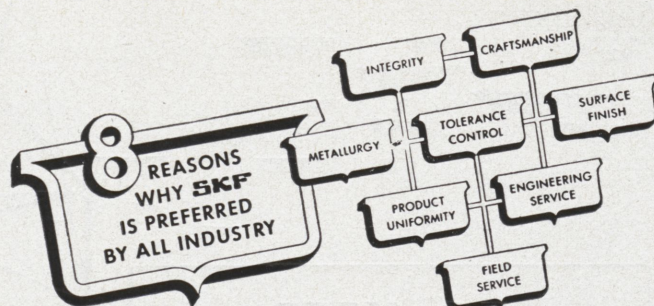 8 REASONS
WHY SKF
IS PREFERRED
BY ALL INDUSTRY
INTEGRITY
CRAFTSMANSHIP
METALLURGY
TOLERANCE
CONTROL
SURFACE
FINISH
PRODUCT
UNIFORMITY
ENGINEERING
SERVICE
FIELD
SERVICE